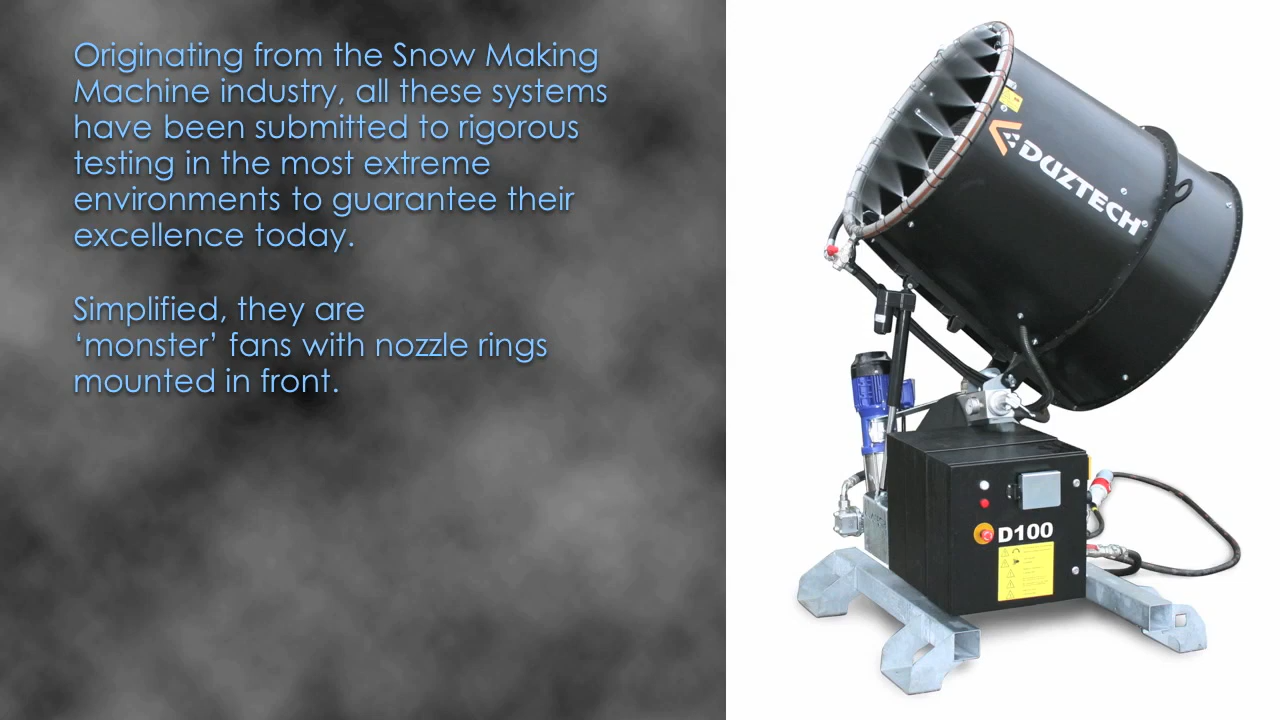 Originating from the Snow Making
Machine industry, all these systems
have been submitted to rigorous
testing in the most extreme
environments to guarantee their
excellence today.
Simplified, they are
‘monster’ fans with nozzle rings
mounted in front.
DUZTECH
D100